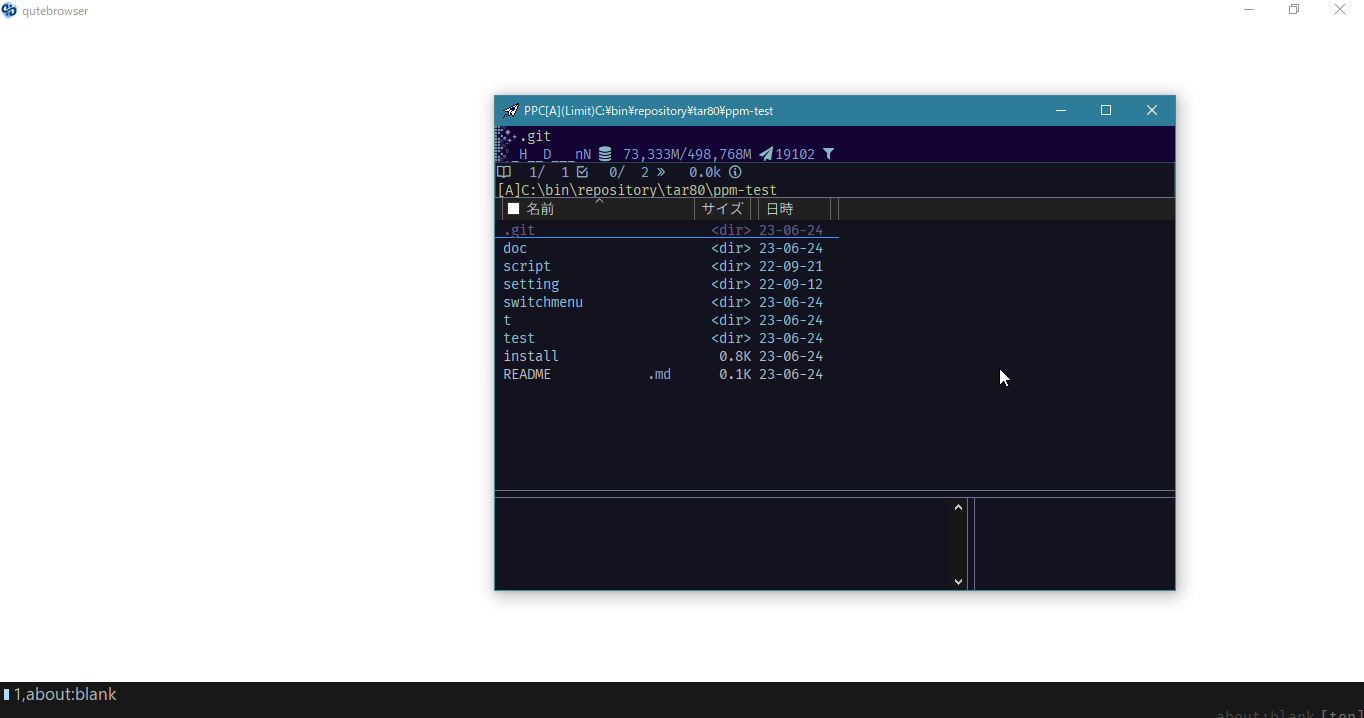 qutebrowser
PPC[A](Limit)C:¥bin¥repository¥tar80¥ppm-test
.git
_H__D___nN 73,333M/498,768M 19102
1/ 1 0/ 2 » 0.0k
[A]C:\bin\repository\tar80\ppm-test
名前 サイズ 日時
.git <dir> 23-06-24
doc <dir> 23-06-24
script <dir> 22-09-21
setting <dir> 22-09-12
switchmenu <dir> 23-06-24
t <dir> 23-06-24
test <dir> 23-06-24
install 0.8K 23-06-24
README .md 0.1K 23-06-24
1,about:blank
about:blank [top]